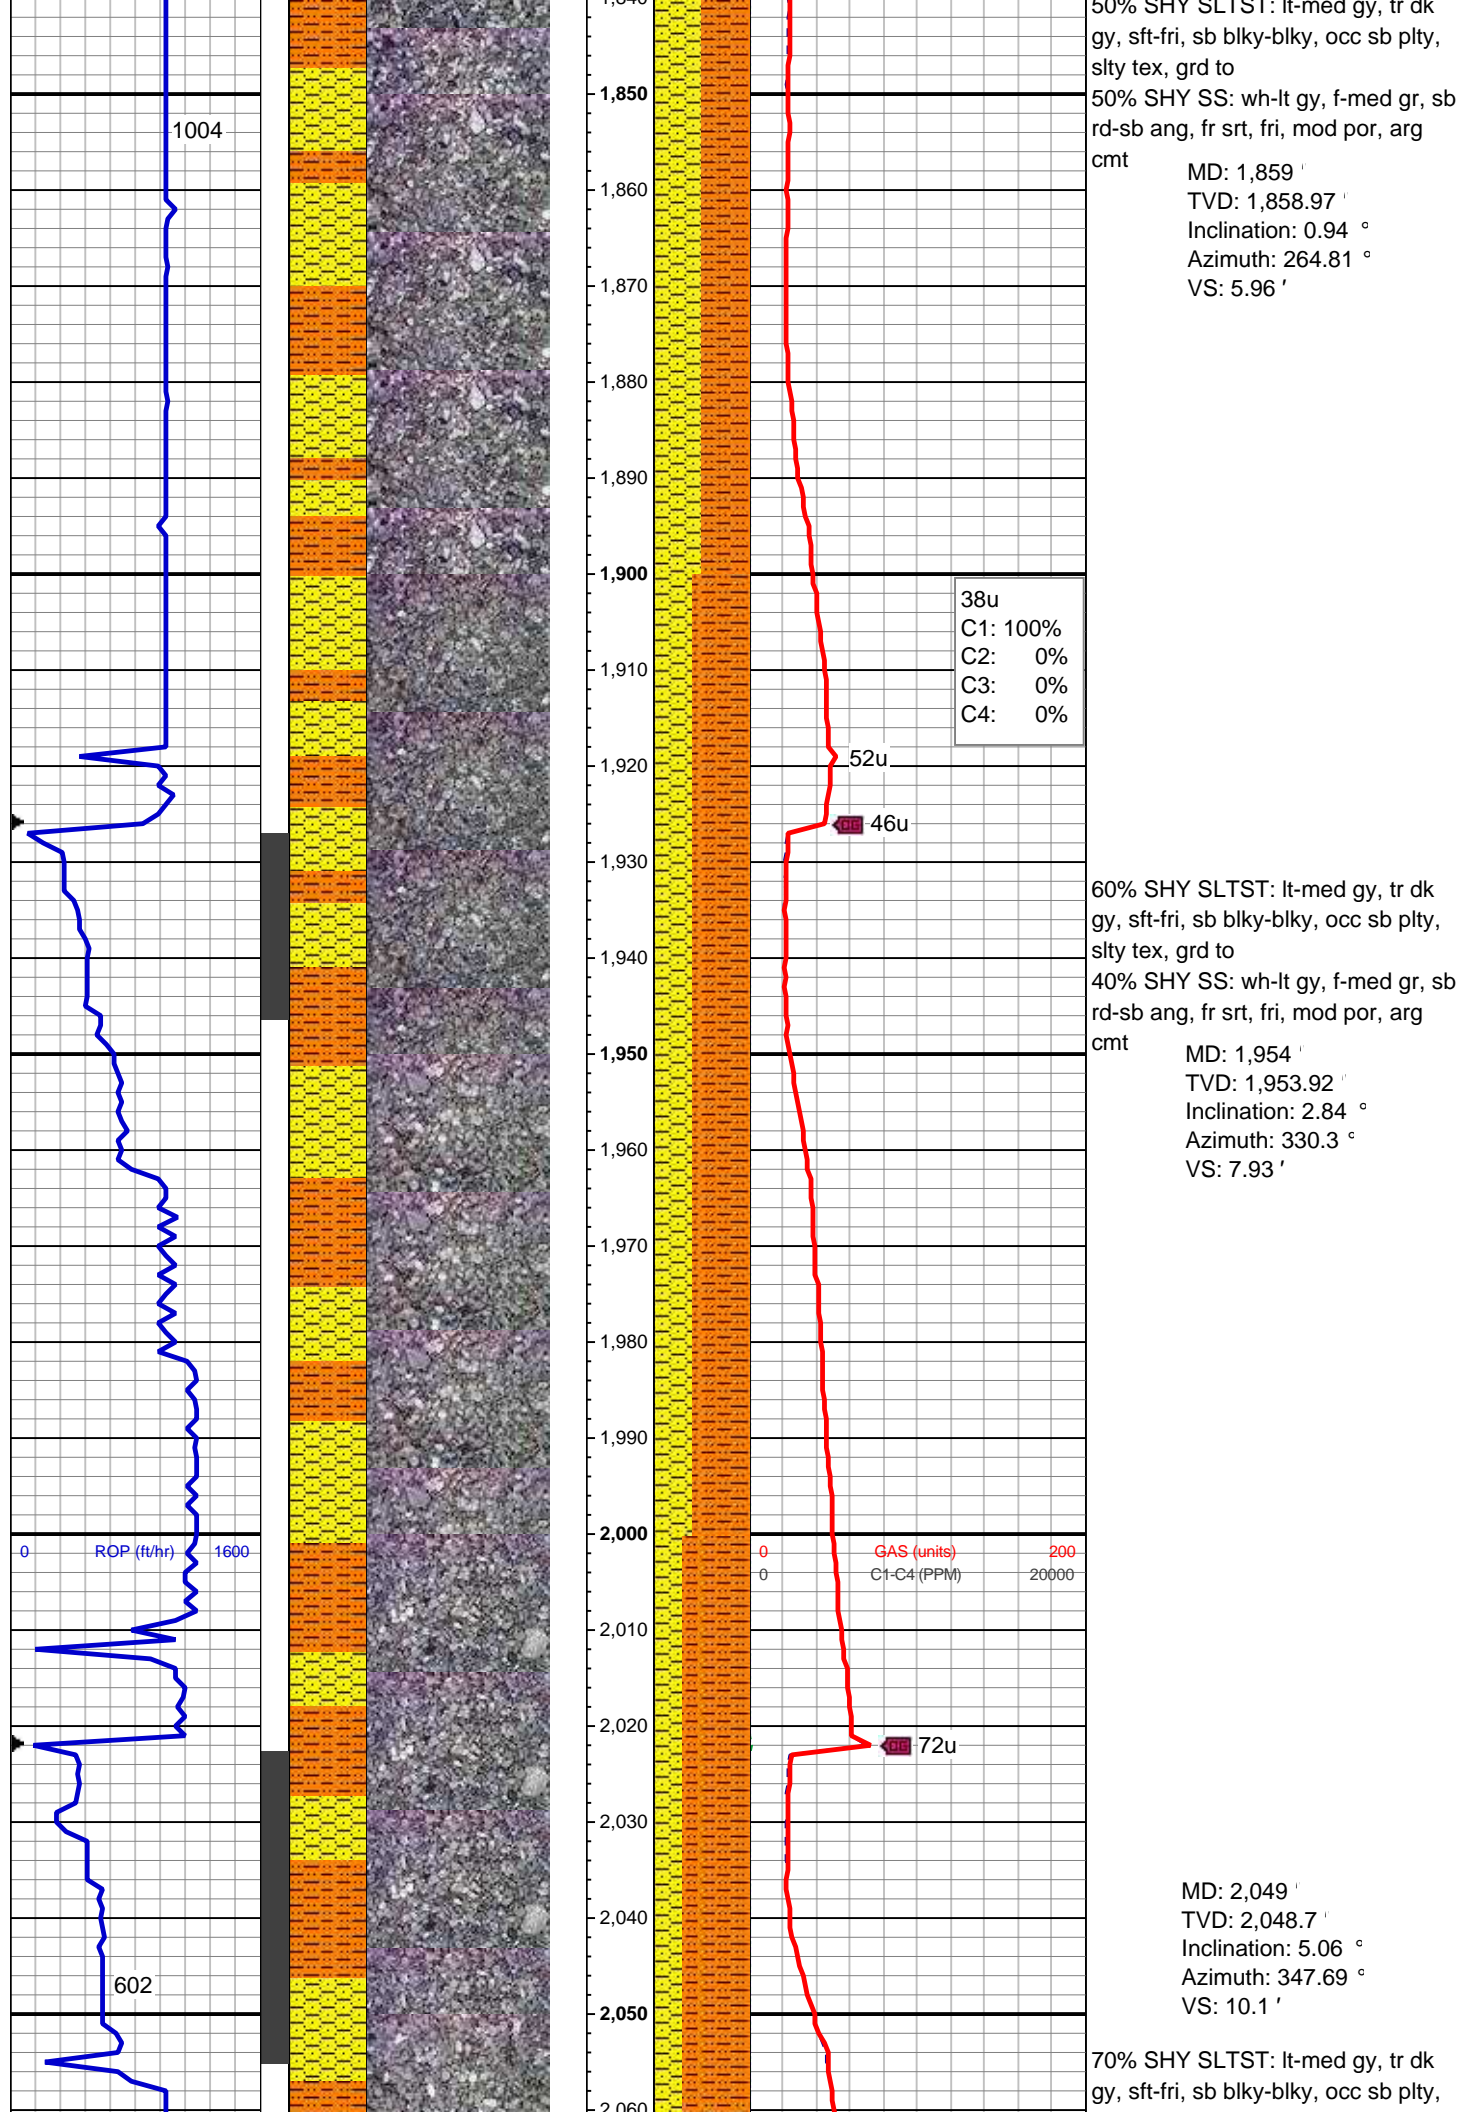 50% SHY SLTST: lt-med gy, tr dk
gy, sft-fri, sb blky-blky, occ sb plty,
slty tex, grd to
50% SHY SS: wh-lt gy, f-med gr, sb
rd-sb ang, fr srt, fri, mod por, arg
cmt
MD: 1,859 '
TVD: 1,858.97 '
Inclination: 0.94 °
Azimuth: 264.81 °
VS: 5.96 '
1004
1,840
1,850
1,860
1,870
1,880
1,890
1,900
1,910
1,920
1,930
1,940
1,950
1,960
1,970
1,980
1,990
2,000
2,010
2,020
2,030
2,040
2,050
2,060
38u
C1: 100%
C2: 0%
C3: 0%
C4: 0%
52u
CG 46u
60% SHY SLTST: lt-med gy, tr dk
gy, sft-fri, sb blky-blky, occ sb plty,
slty tex, grd to
40% SHY SS: wh-lt gy, f-med gr, sb
rd-sb ang, fr srt, fri, mod por, arg
cmt
MD: 1,954 '
TVD: 1,953.92 '
Inclination: 2.84 °
Azimuth: 330.3 °
VS: 7.93 '
0 ROP (ft/hr) 1600
0 GAS (units) 200
0 C1-C4 (PPM) 20000
CG 72u
MD: 2,049 '
TVD: 2,048.7 '
Inclination: 5.06 °
Azimuth: 347.69 °
VS: 10.1 '
602
70% SHY SLTST: lt-med gy, tr dk
gy, sft-fri, sb blky-blky, occ sb plty,